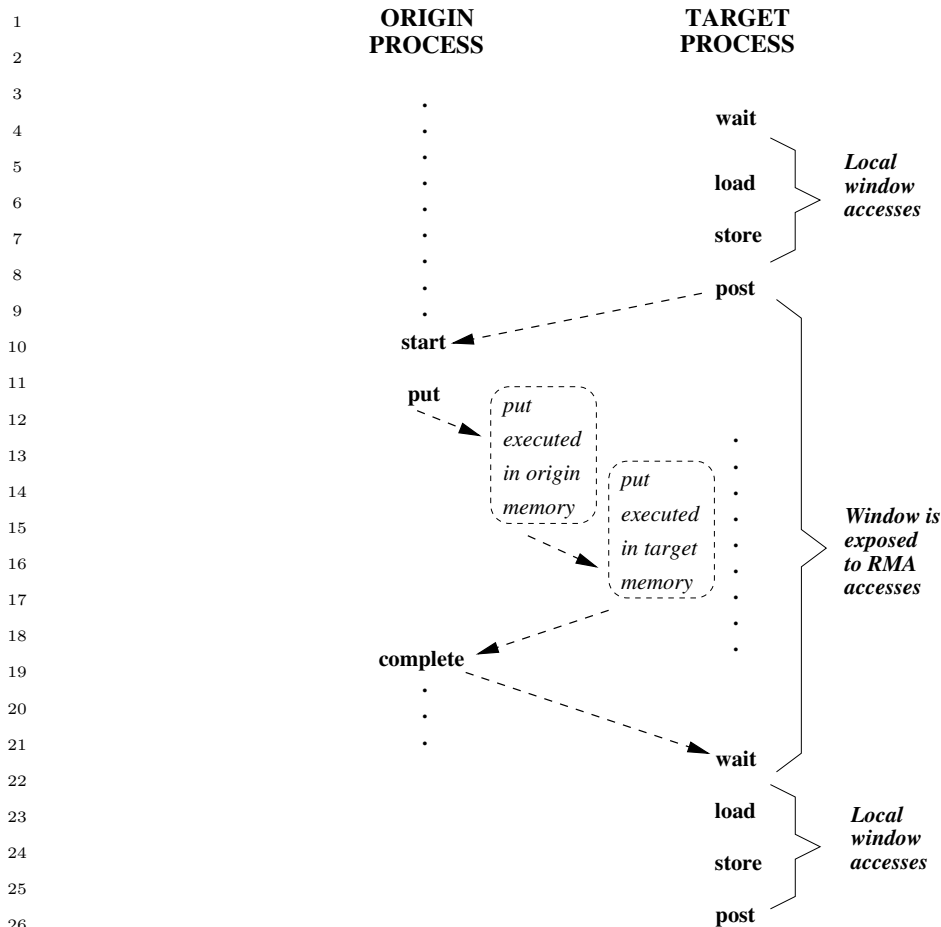 1
ORIGIN PROCESS
TARGET PROCESS
2
3
wait
4
5
Local
window
accesses
load
6
7
store
8
post
9
10
start
11
put
12
put
executed
in origin
memory
13
14
put
executed
in target
memory
15
Window is
exposed
to RMA
accesses
16
17
18
complete
19
20
21
wait
22
23
load
Local
window
accesses
24
store
25
post
26